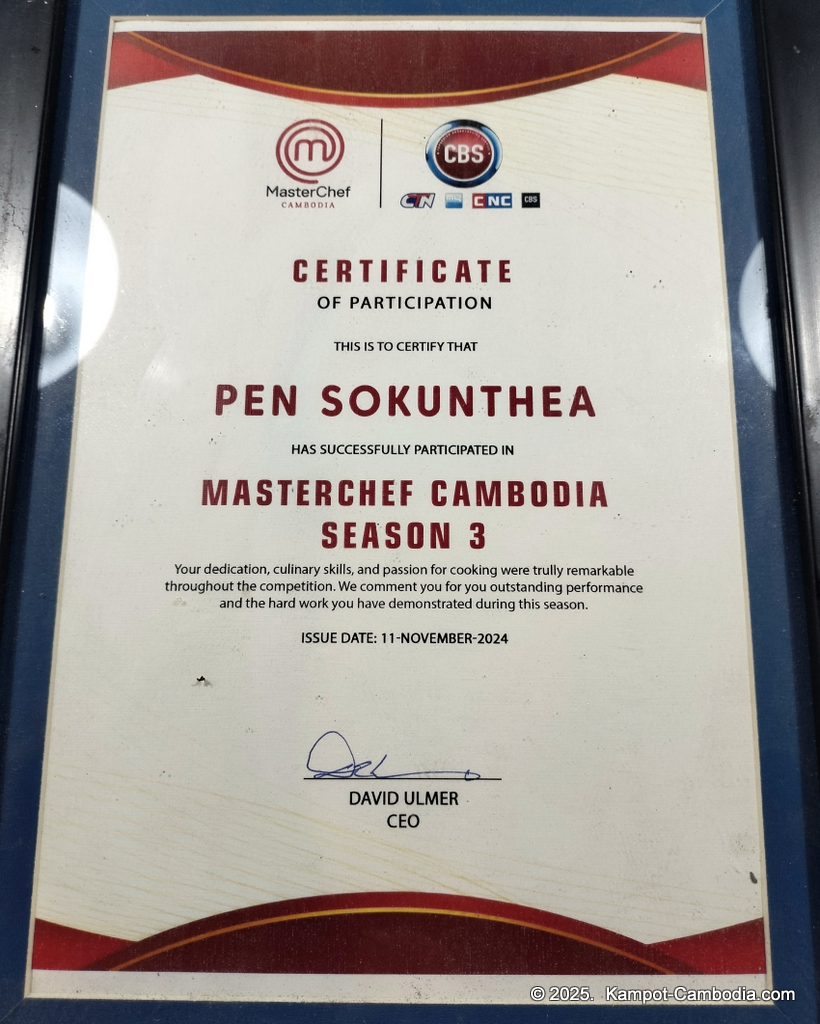 MasterChef
CAMBODIA
CBS
CTN CNC CBS
CERTIFICATE
OF PARTICIPATION
THIS IS TO CERTIFY THAT
PEN SOKUNTHEA
HAS SUCCESSFULLY PARTICIPATED IN
MASTERCHEF CAMBODIA
SEASON 3
Your dedication, culinary skills, and passion for cooking were trully remarkable
throughout the competition. We comment you for you outstanding performance
and the hard work you have demonstrated during this season.
ISSUE DATE: 11-NOVEMBER-2024
DAVID ULMER
CEO
© 2025. Kampot-Cambodia.com